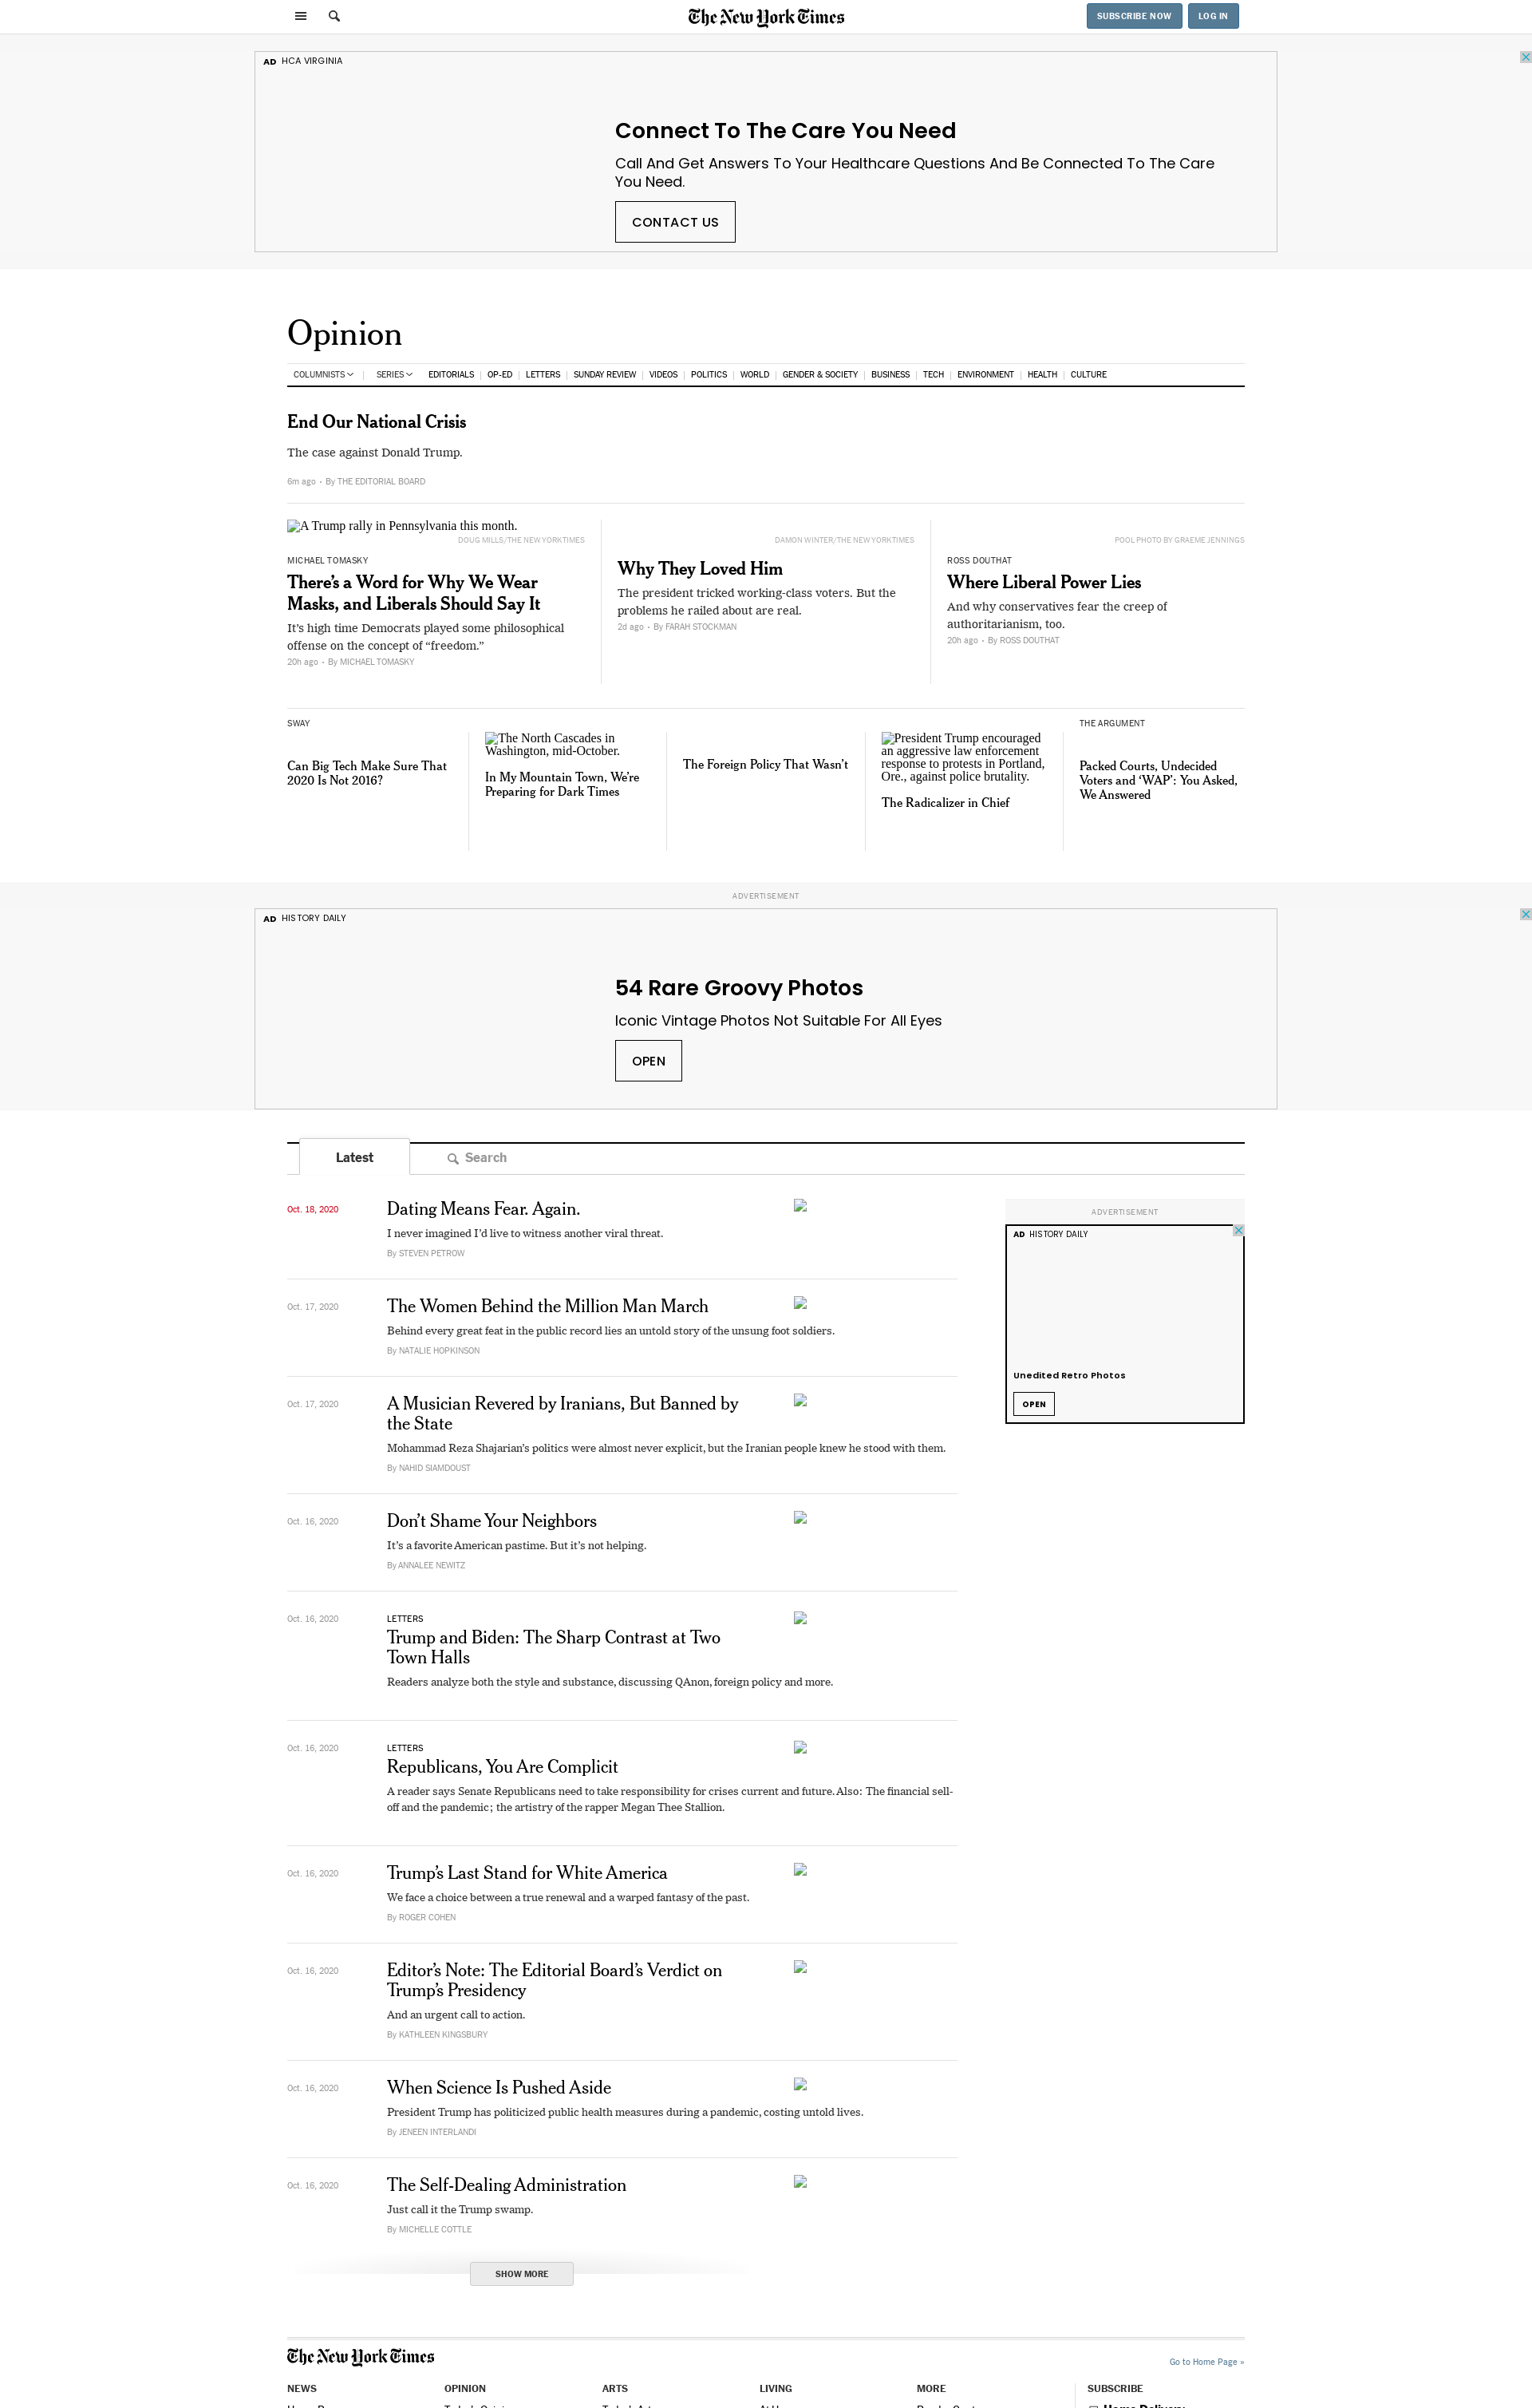 The New York Times
SUBSCRIBE NOW
LOG IN
AD HCA VIRGINIA
Connect To The Care You Need
Call And Get Answers To Your Healthcare Questions And Be Connected To The Care
You Need.
CONTACT US
Opinion
COLUMNISTS SERIES EDITORIALS OP-ED LETTERS SUNDAY REVIEW VIDEOS POLITICS WORLD GENDER & SOCIETY BUSINESS TECH ENVIRONMENT HEALTH CULTURE
End Our National Crisis
The case against Donald Trump.
6m ago • By THE EDITORIAL BOARD
A Trump rally in Pennsylvania this month.
DOUG MILLS/THE NEW YORK TIMES
MICHAEL TOMASKY
There’s a Word for Why We Wear
Masks, and Liberals Should Say It
It’s high time Democrats played some philosophical
offense on the concept of “freedom.”
20h ago • By MICHAEL TOMASKY
DAMON WINTER/THE NEW YORK TIMES
Why They Loved Him
The president tricked working-class voters. But the
problems he railed about are real.
2d ago • By FARAH STOCKMAN
POOL PHOTO BY GRAEME JENNINGS
ROSS DOUTHAT
Where Liberal Power Lies
And why conservatives fear the creep of
authoritarianism, too.
20h ago • By ROSS DOUTHAT
SWAY
Can Big Tech Make Sure That
2020 Is Not 2016?
The North Cascades in
Washington, mid-October.
In My Mountain Town, We’re
Preparing for Dark Times
The Foreign Policy That Wasn’t
President Trump encouraged
an aggressive law enforcement
response to protests in Portland,
Ore., against police brutality.
The Radicalizer in Chief
THE ARGUMENT
Packed Courts, Undecided
Voters and ‘WAP’: You Asked,
We Answered
ADVERTISEMENT
AD HISTORY DAILY
54 Rare Groovy Photos
Iconic Vintage Photos Not Suitable For All Eyes
OPEN
Latest
Search
Oct. 18, 2020
Dating Means Fear. Again.
I never imagined I’d live to witness another viral threat.
By STEVEN PETROW
Oct. 17, 2020
The Women Behind the Million Man March
Behind every great feat in the public record lies an untold story of the unsung foot soldiers.
By NATALIE HOPKINSON
Oct. 17, 2020
A Musician Revered by Iranians, But Banned by
the State
Mohammad Reza Shajarian’s politics were almost never explicit, but the Iranian people knew he stood with them.
By NAHID SIAMDOUST
Oct. 16, 2020
Don’t Shame Your Neighbors
It’s a favorite American pastime. But it’s not helping.
By ANNALEE NEWITZ
Oct. 16, 2020
LETTERS
Trump and Biden: The Sharp Contrast at Two
Town Halls
Readers analyze both the style and substance, discussing QAnon, foreign policy and more.
Oct. 16, 2020
LETTERS
Republicans, You Are Complicit
A reader says Senate Republicans need to take responsibility for crises current and future. Also: The financial sell-
off and the pandemic; the artistry of the rapper Megan Thee Stallion.
Oct. 16, 2020
Trump’s Last Stand for White America
We face a choice between a true renewal and a warped fantasy of the past.
By ROGER COHEN
Oct. 16, 2020
Editor’s Note: The Editorial Board’s Verdict on
Trump’s Presidency
And an urgent call to action.
By KATHLEEN KINGSBURY
Oct. 16, 2020
When Science Is Pushed Aside
President Trump has politicized public health measures during a pandemic, costing untold lives.
By JENEEN INTERLANDI
Oct. 16, 2020
The Self-Dealing Administration
Just call it the Trump swamp.
By MICHELLE COTTLE
SHOW MORE
ADVERTISEMENT
AD HISTORY DAILY
Unedited Retro Photos
OPEN
The New York Times
Go to Home Page »
NEWS
OPINION
ARTS
LIVING
MORE
SUBSCRIBE